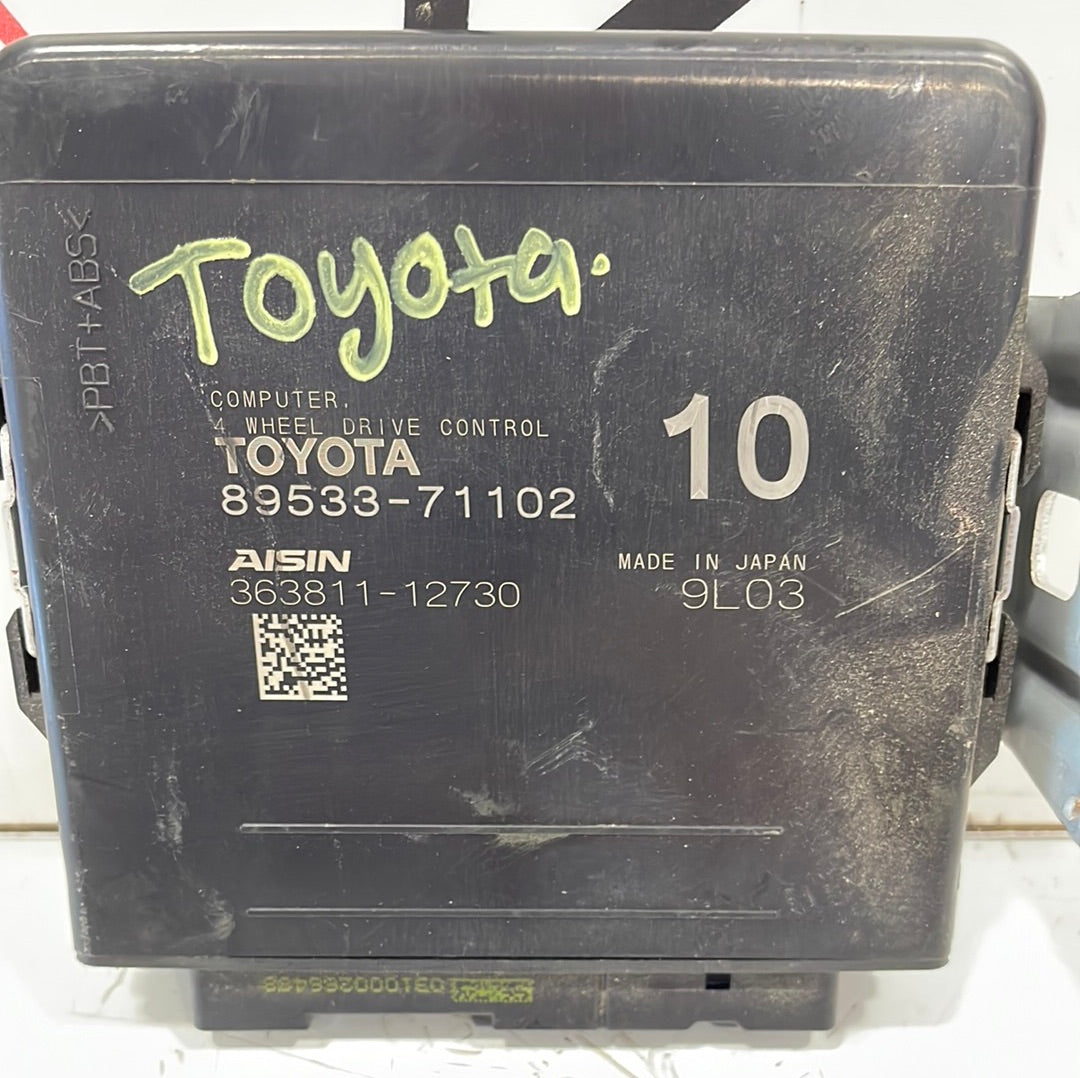 >PBT+ABS<
Toyota.
COMPUTER,
4 WHEEL DRIVE CONTROL
TOYOTA
89533-71102
10
AISIN
MADE IN JAPAN
363811-12730
9L03